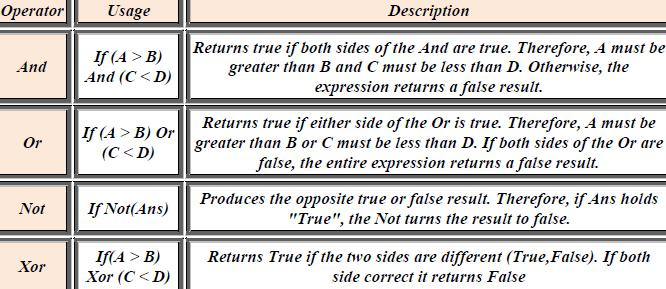 Operator Usage Description
And
If (A > B)
And (C < D)
Returns true if both sides of the And are true. Therefore, A must be
greater than B and C must be less than D. Otherwise, the
expression returns a false result.
Or
If (A > B) Or
(C < D)
Returns true if either side of the Or is true. Therefore, A must be
greater than B or C must be less than D. If both sides of the Or are
false, the entire expression returns a false result.
Not
If Not(Ans)
Produces the opposite true or false result. Therefore, if Ans holds
"True", the Not turns the result to false.
Xor
If(A > B)
Xor (C < D)
Returns True if the two sides are different (True,False). If both
side correct it returns False